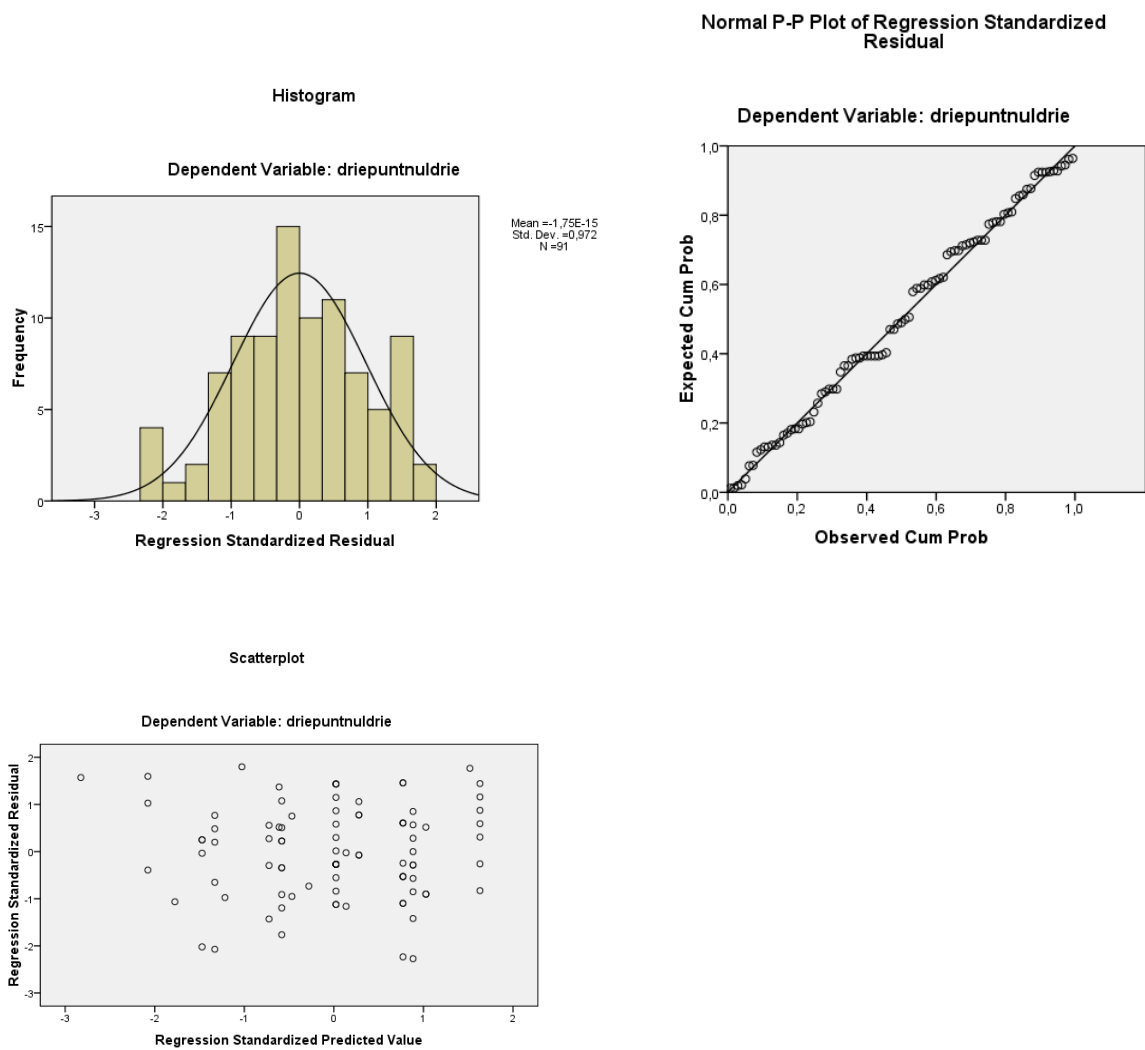 Histogram
Dependent Variable: driepuntnuldrie
Mean =-1,75E-15
Std. Dev. =0,972
N =91
15
10
5
0
Frequency
-3 -2 -1 0 1 2
Regression Standardized Residual
Normal P-P Plot of Regression Standardized
Residual
Dependent Variable: driepuntnuldrie
1,0
0,8
0,6
0,4
0,2
0,0
Expected Cum Prob
0,0 0,2 0,4 0,6 0,8 1,0
Observed Cum Prob
Scatterplot
Dependent Variable: driepuntnuldrie
2
1
0
-1
-2
-3
Regression Standardized Residual
-3 -2 -1 0 1 2
Regression Standardized Predicted Value